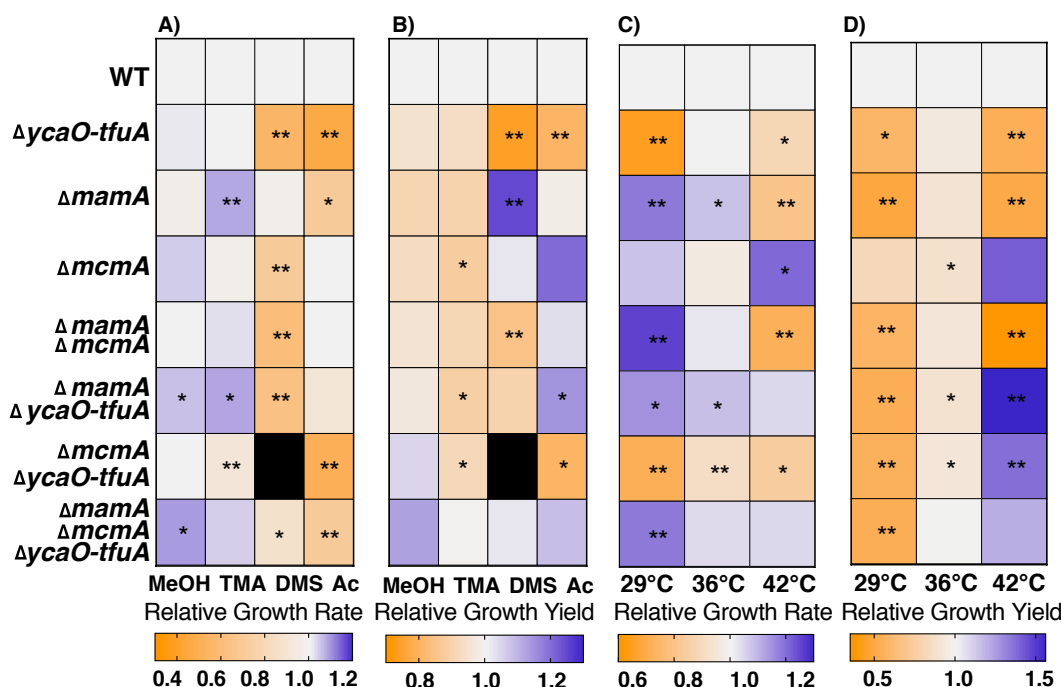 A) B) C) D)
WT
ΔycaO-tfuA ** ** ** ** ** * * **
ΔmamA ** * ** ** * ** ** **
ΔmcmA ** * * *
ΔmamA
ΔmcmA ** ** ** ** ** **
ΔmamA
ΔycaO-tfuA * * ** * * * * ** * **
ΔmcmA
ΔycaO-tfuA ** ** * * ** ** * ** * **
ΔmamA
ΔmcmA
ΔycaO-tfuA * * ** ** **
MeOH TMA DMS Ac MeOH TMA DMS Ac 29°C 36°C 42°C 29°C 36°C 42°C
Relative Growth Rate Relative Growth Yield Relative Growth Rate Relative Growth Yield
0.4 0.6 0.8 1.0 1.2 0.8 1.0 1.2 0.6 0.8 1.0 1.2 0.5 1.0 1.5